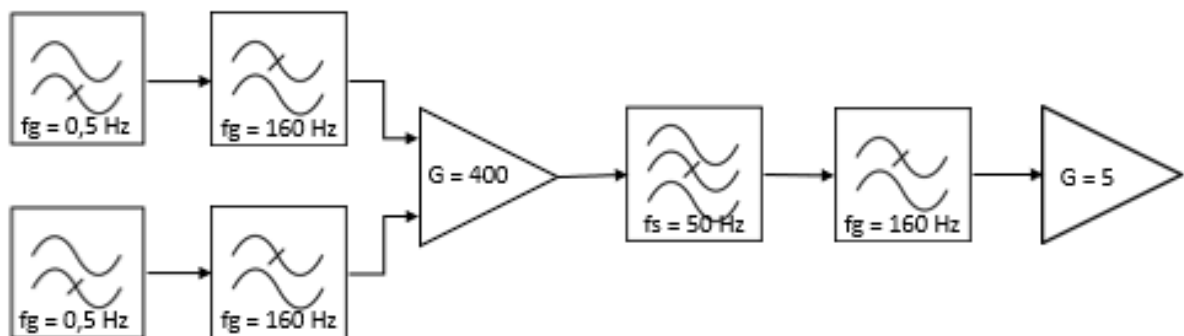 fg = 0,5 Hz
fg = 160 Hz
G = 400
fs = 50 Hz
fg = 160 Hz
G = 5
fg = 0,5 Hz
fg = 160 Hz